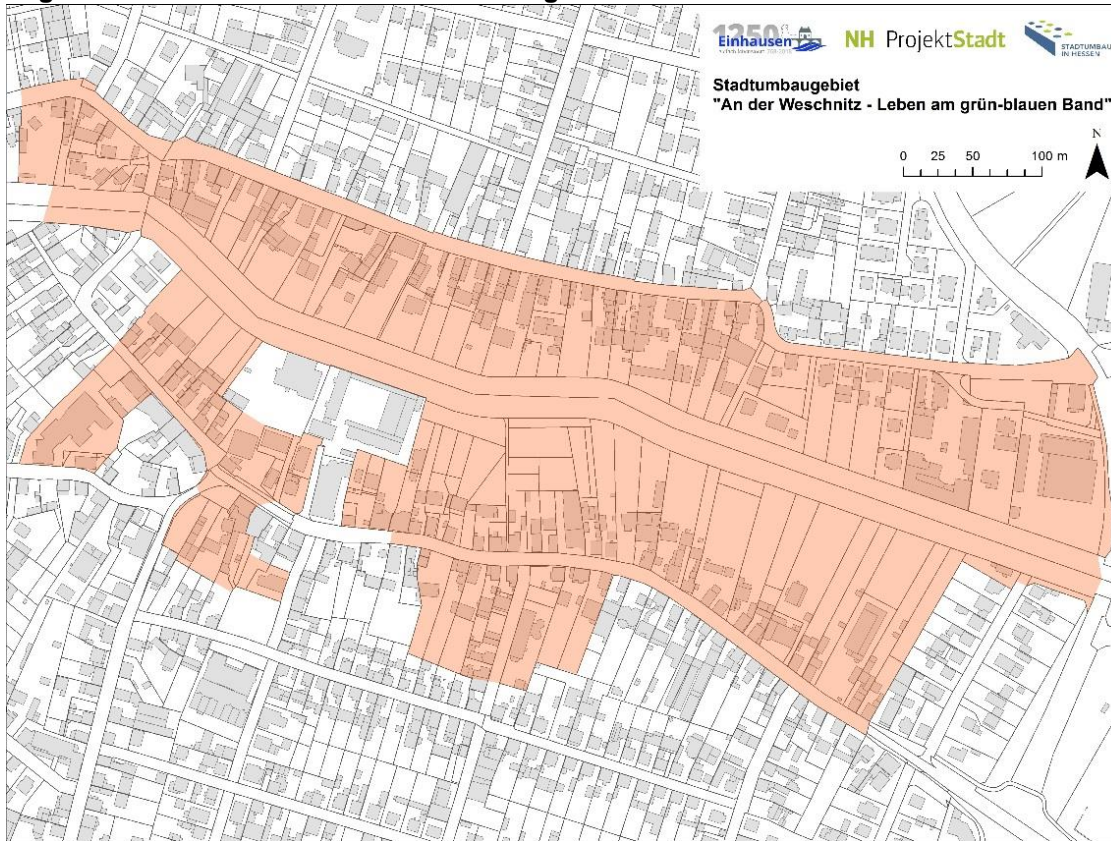 1250
Einhausen
NH ProjektStadt
STADTUMBAU
IN HESSEN
Stadtumbaugebiet
"An der Weschnitz - Leben am grün-blauen Band"
N
0 25 50 100 m